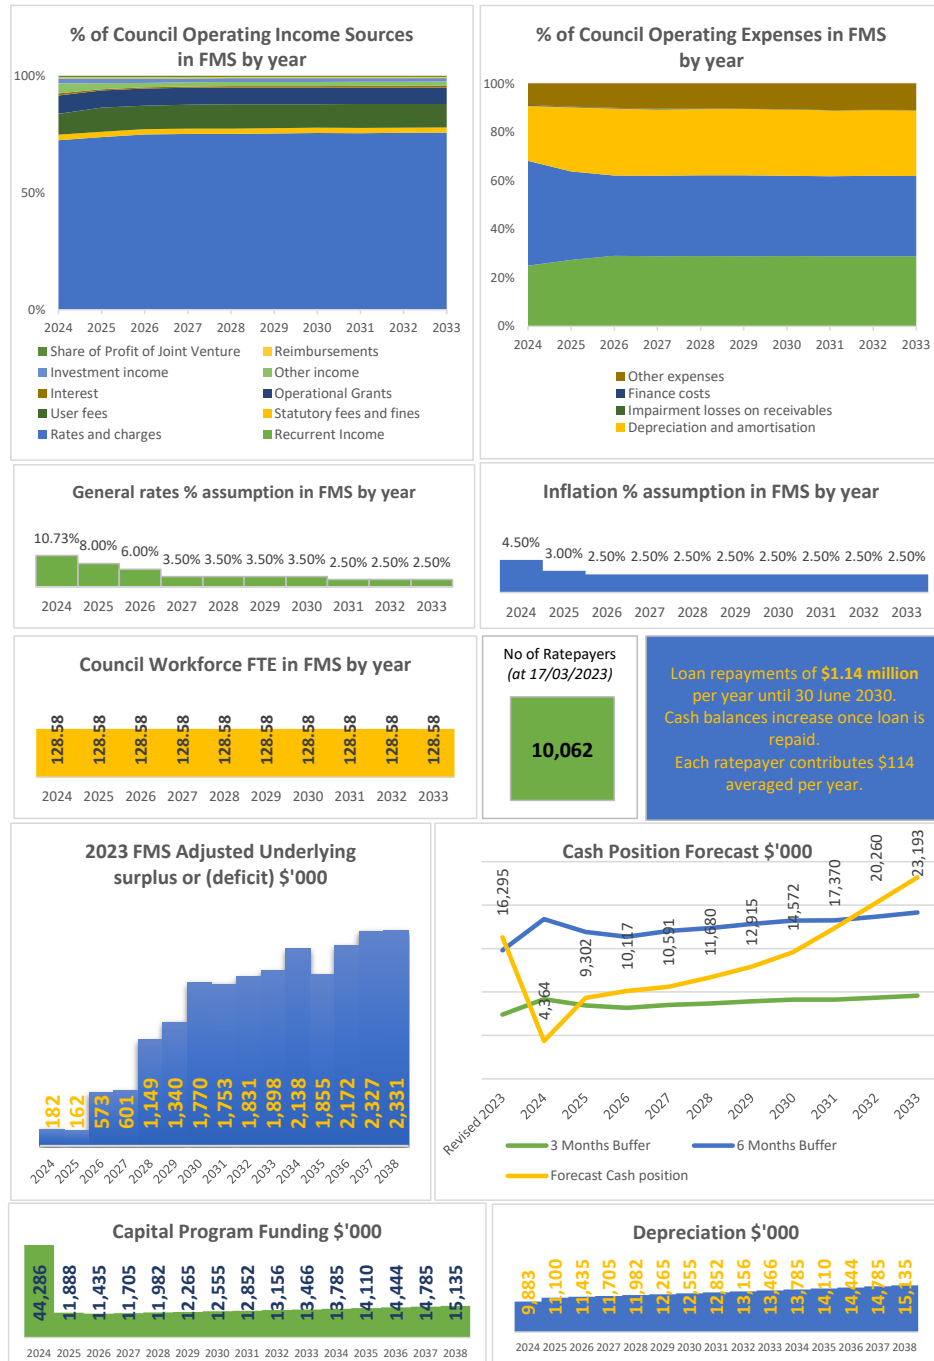 % of Council Operating Income Sources
in FMS by year
100%
50%
0%
2024 2025 2026 2027 2028 2029 2030 2031 2032 2033
Share of Profit of Joint Venture
Reimbursements
Investment income
Other income
Interest
Operational Grants
User fees
Statutory fees and fines
Rates and charges
Recurrent Income
% of Council Operating Expenses in FMS
by year
100%
80%
60%
40%
20%
0%
2024 2025 2026 2027 2028 2029 2030 2031 2032 2033
Other expenses
Finance costs
Impairment losses on receivables
Depreciation and amortisation
General rates % assumption in FMS by year
10.73% 8.00% 6.00% 3.50% 3.50% 3.50% 3.50% 2.50% 2.50% 2.50%
2024 2025 2026 2027 2028 2029 2030 2031 2032 2033
Inflation % assumption in FMS by year
4.50% 3.00% 2.50% 2.50% 2.50% 2.50% 2.50% 2.50% 2.50% 2.50%
2024 2025 2026 2027 2028 2029 2030 2031 2032 2033
Council Workforce FTE in FMS by year
128.58 128.58 128.58 128.58 128.58 128.58 128.58 128.58 128.58 128.58
2024 2025 2026 2027 2028 2029 2030 2031 2032 2033
No of Ratepayers
(at 17/03/2023)
10,062
Loan repayments of $1.14 million
per year until 30 June 2030.
Cash balances increase once loan is
repaid.
Each ratepayer contributes $114
averaged per year.
2023 FMS Adjusted Underlying
surplus or (deficit) $'000
182 162 573 601 1,149 1,340 1,770 1,753 1,831 1,898 2,138 1,855 2,172 2,327 2,331
2024 2025 2026 2027 2028 2029 2030 2031 2032 2033 2034 2035 2036 2037 2038
Cash Position Forecast $'000
16,295 4,364 9,302 10,117 10,591 11,680 12,915 14,572 17,370 20,260 23,193
Revised 2023 2024 2025 2026 2027 2028 2029 2030 2031 2032 2033
3 Months Buffer
6 Months Buffer
Forecast Cash position
Capital Program Funding $'000
44,286 11,888 11,435 11,705 11,982 12,265 12,555 12,852 13,156 13,466 13,785 14,110 14,444 14,785 15,135
2024 2025 2026 2027 2028 2029 2030 2031 2032 2033 2034 2035 2036 2037 2038
Depreciation $'000
9,883 11,100 11,435 11,705 11,982 12,265 12,555 12,852 13,156 13,466 13,785 14,110 14,444 14,785 15,135
2024 2025 2026 2027 2028 2029 2030 2031 2032 2033 2034 2035 2036 2037 2038